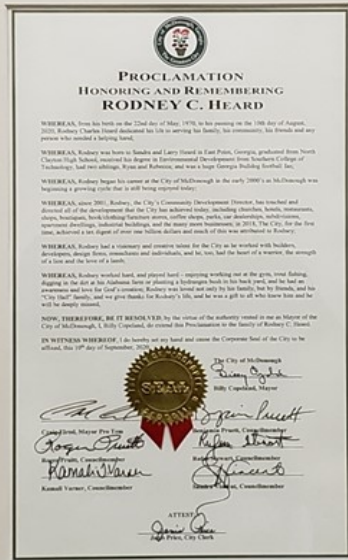 PROCLAMATION
HONORING AND REMEMBERING
RODNEY C. HEARD
WHEREAS, from his birth on the 22nd day of May, 1970, to his passing on the 10th day of August,
2020, Rodney Charles Heard dedicated his life to serving his family, his community, his friends and any
person who needed a helping hand;
WHEREAS, Rodney was born to Sandra and Larry Heard in East Point, Georgia, graduated from North
Clayton High School, received his degree in Environmental Development from Southern College of
Technology, had two siblings, Ryan and Rebecca; and was a huge Georgia Bulldog football fan;
WHEREAS, Rodney began his career at the City of McDonough in the early 2000's as McDonough was
beginning a growing cycle that is still being enjoyed today;
WHEREAS, since 2001, Rodney, the City's Community Development Director, has touched and
directed all of the development that the City has achieved today, including churches, hotels, restaurants,
shops, boutiques, book/clothing/furniture stores, coffee shops, parks, car dealerships, subdivisions,
apartment dwellings, industrial buildings, and the many more businesses; in 2018, The City, for the first
time, achieved a tax digest of over one billion dollars and much of this was attributed to Rodney;
WHEREAS, Rodney had a visionary and creative talent for the City as he worked with builders,
developers, design firms, consultants and individuals, and he, too, had the heart of a warrior, the strength
of a lion and the love of a lamb;
WHEREAS, Rodney worked hard, and played hard – enjoying working out at the gym, trout fishing,
digging in the dirt at his Alabama farm or planting a hydrangea bush in his back yard, and he had an
awareness and love for God's creation; Rodney was loved not only by his family, but by friends, and his
"City Hall" family, and we give thanks for Rodney's life, and he was a gift to all who knew him and he
will be deeply missed.
NOW, THEREFORE, BE IT RESOLVED, by the virtue of the authority vested in me as Mayor of the
City of McDonough, I, Billy Copeland, do extend this Proclamation to the family of Rodney C. Heard.
IN WITNESS WHEREOF, I do hereby set my hand and cause the Corporate Seal of the City to be
affixed, this 10th day of September, 2020.
The City of McDonough
Billy Copeland, Mayor
SEAL
Craig Elrod, Mayor Pro Tem
Benjamin Pruett, Councilmember
Roger Pruitt, Councilmember
Rufus Stewart, Councilmember
Kamali Varner, Councilmember
Sandra Vincent, Councilmember
ATTEST
Janis Price, City Clerk